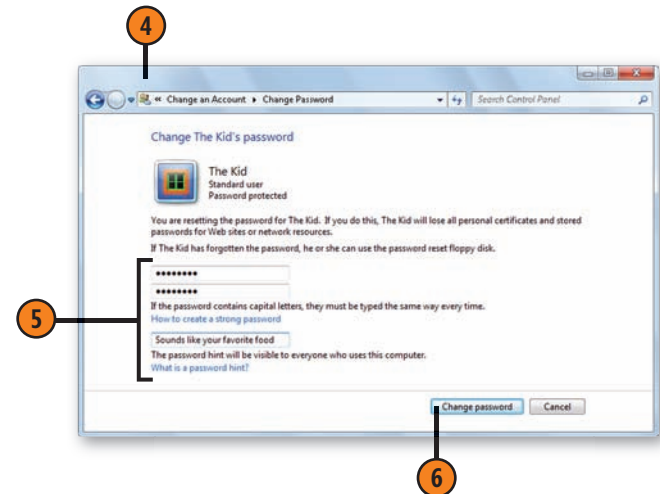 4
« Change an Account ▸ Change Password
Search Control Panel
Change The Kid's password
The Kid
Standard user
Password protected
You are resetting the password for The Kid. If you do this, The Kid will lose all personal certificates and stored
passwords for Web sites or network resources.
If The Kid has forgotten the password, he or she can use the password reset floppy disk.
••••••••
••••••••
If the password contains capital letters, they must be typed the same way every time.
5
How to create a strong password
Sounds like your favorite food
The password hint will be visible to everyone who uses this computer.
What is a password hint?
Change password
Cancel
6